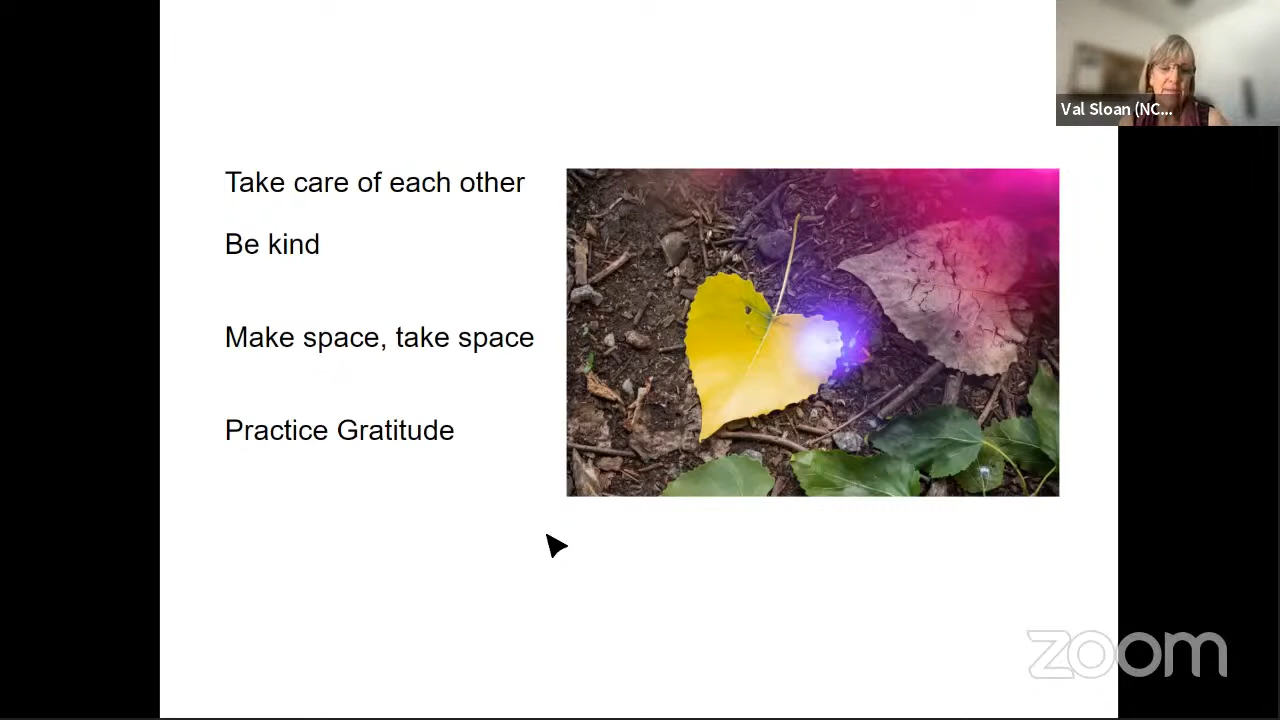 Val Sloan (NC...
Take care of each other
Be kind
Make space, take space
Practice Gratitude
zoom